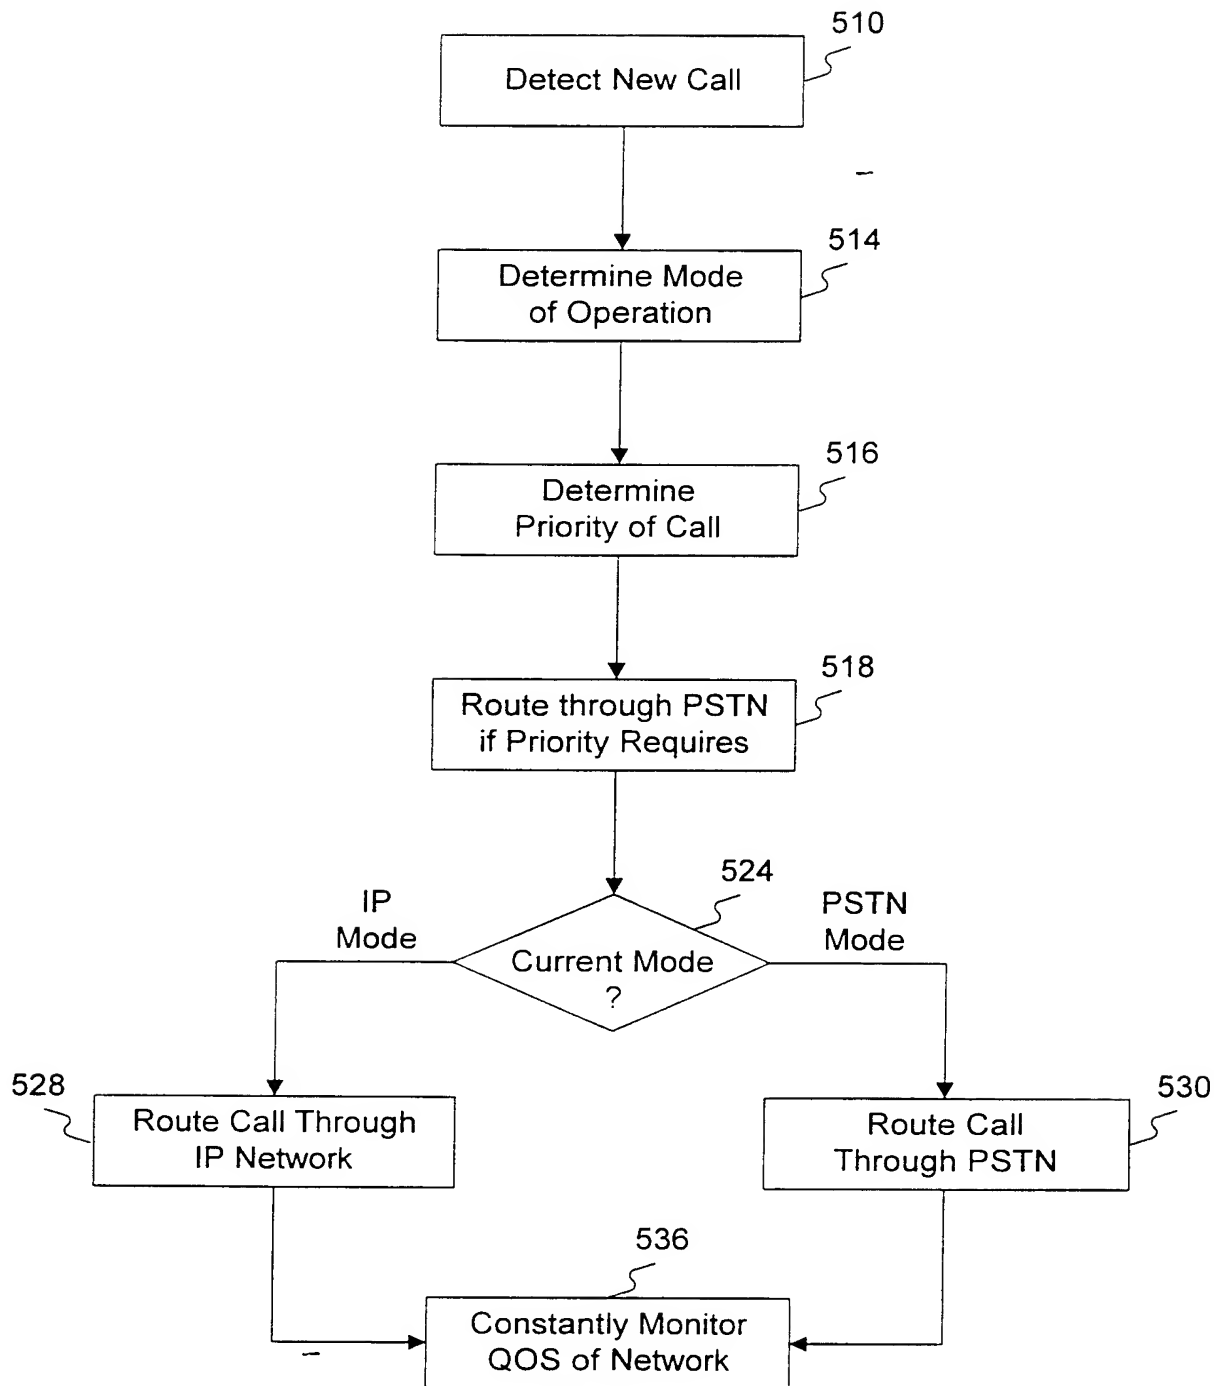 510
Detect New Call
514
Determine Mode
of Operation
516
Determine
Priority of Call
518
Route through PSTN
if Priority Requires
524
IP
Mode
PSTN
Mode
Current Mode
?
528
Route Call Through
IP Network
530
Route Call
Through PSTN
536
Constantly Monitor
QOS of Network